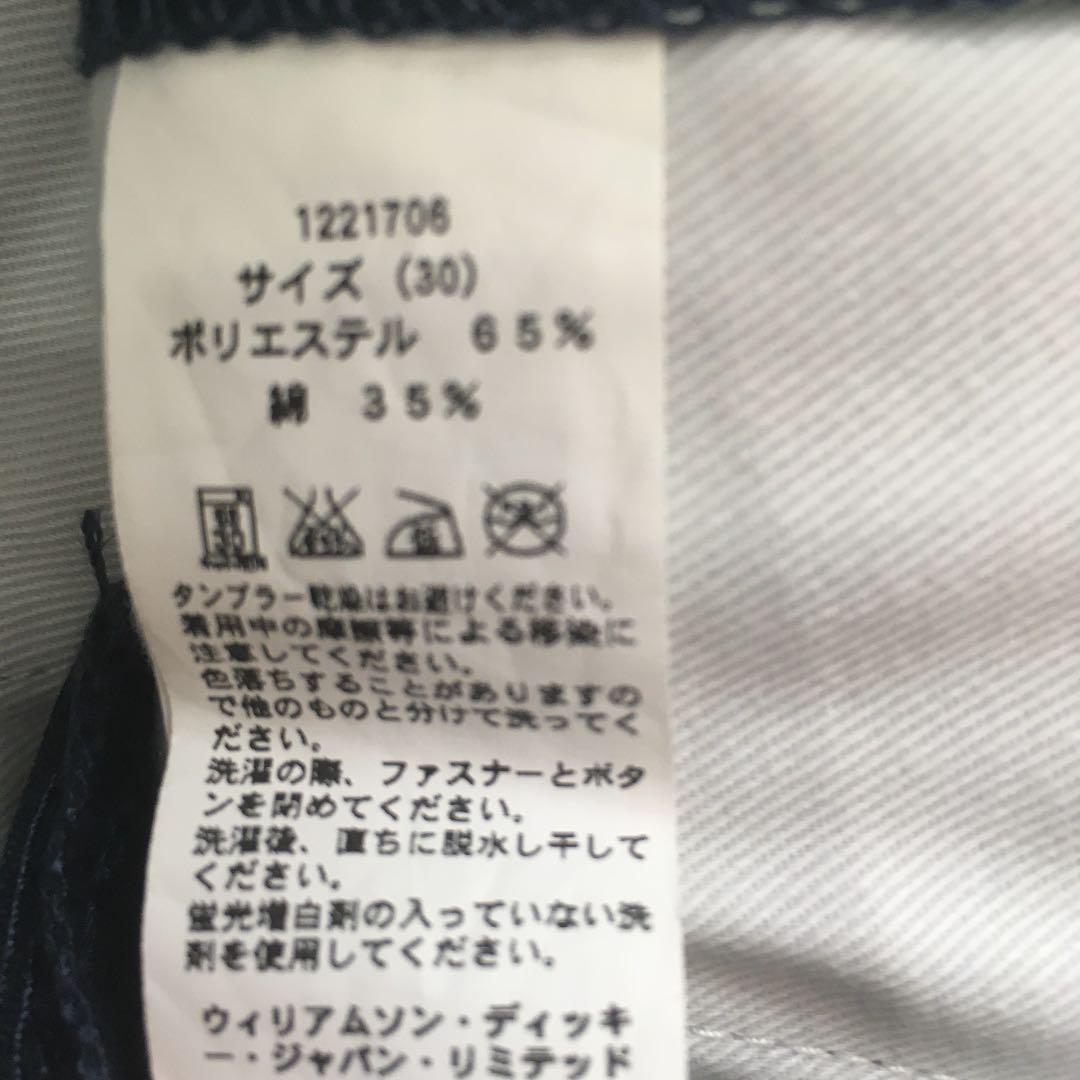 1221706
サイズ (30)
ポリエステル 65%
綿 35%
タンブラー乾燥はお避けください。
着用中の摩擦等による移染に
注意してください。
色落ちすることがありますの
で他のものと分けて洗ってく
ださい。
洗濯の際、ファスナーとボタ
ンを閉めてください。
洗濯後、直ちに脱水し干して
ください。
蛍光増白剤の入っていない洗
剤を使用してください。
ウィリアムソン・ディッキ
ー・ジャパン・リミテッド